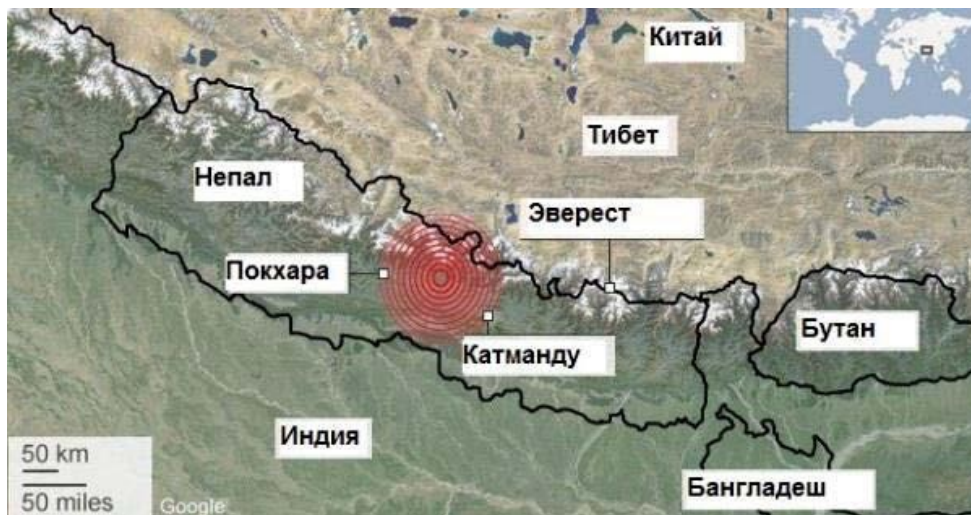 Китай
Тибет
Непал
Эверест
Покхара
Бутан
Катманду
Индия
50 km
50 miles
Google
Бангладеш